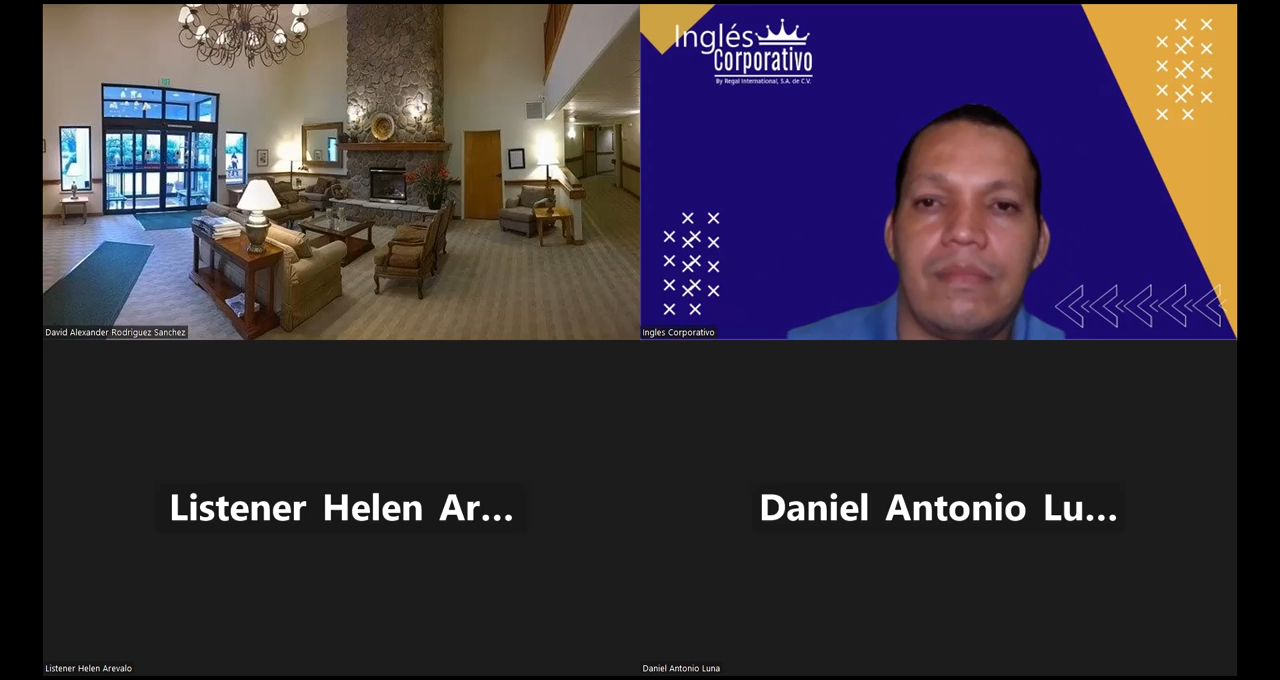 Inglés
Corporativo
By Regal International, S.A. de C.V.
David Alexander Rodriguez Sanchez
Ingles Corporativo
Listener Helen Ar...
Daniel Antonio Lu...
Listener Helen Arevalo
Daniel Antonio Luna